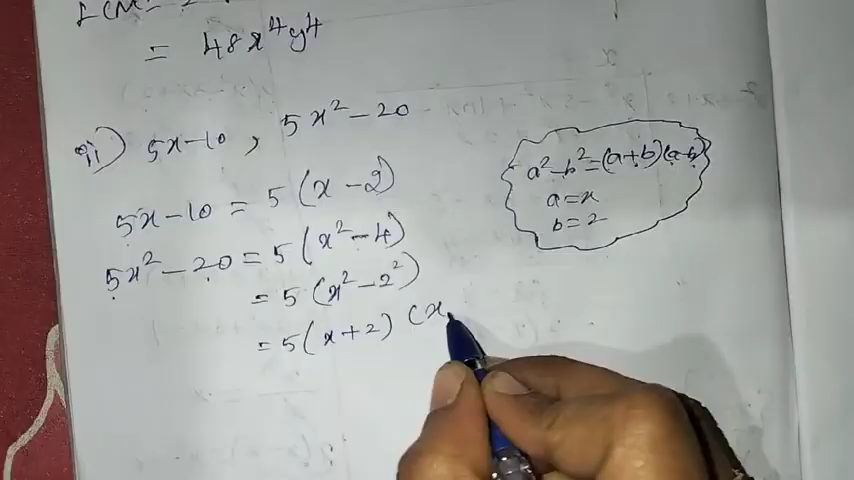 LCM =
= 48x⁴y⁴
ii) 5x-10, 5x² - 20
a² - b² = (a+b)(a-b)
a = x
b = 2
5x - 10 = 5(x - 2)
5x² - 20 = 5(x² - 4)
= 5(x² - 2²)
= 5(x + 2)(x